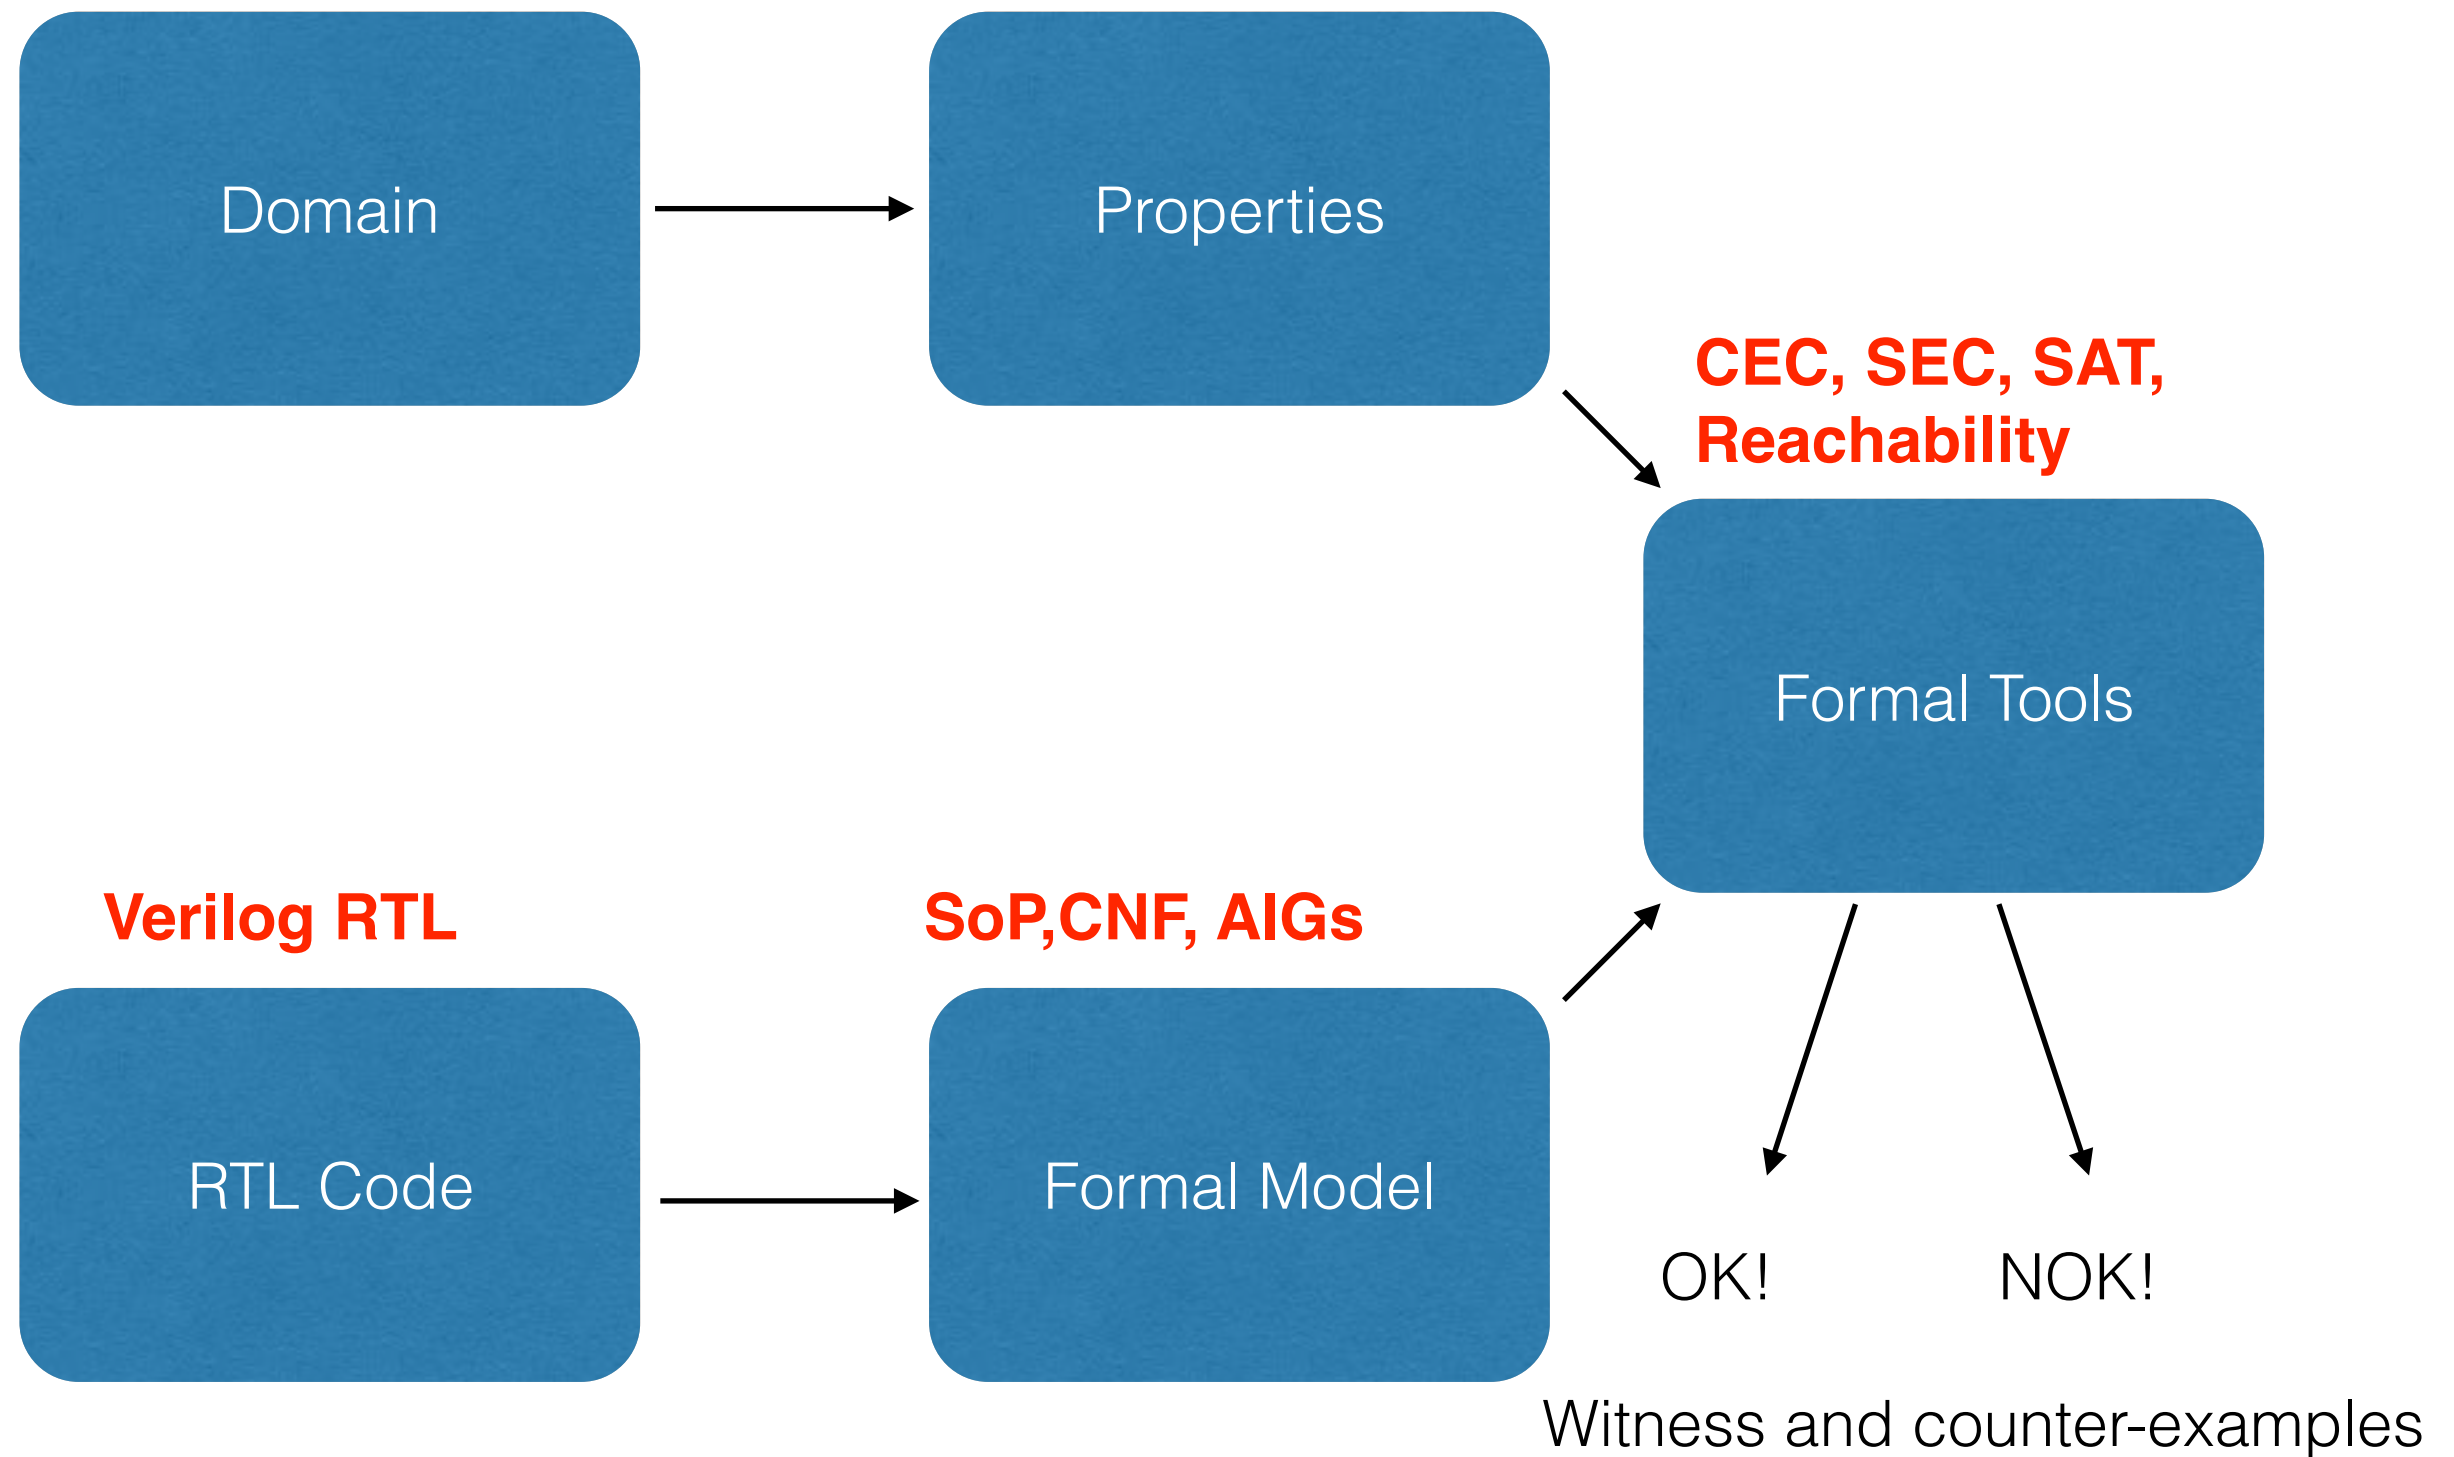 Domain
Properties
CEC, SEC, SAT,
Reachability
Formal Tools
Verilog RTL
SoP,CNF, AIGs
RTL Code
Formal Model
OK!
NOK!
Witness and counter-examples